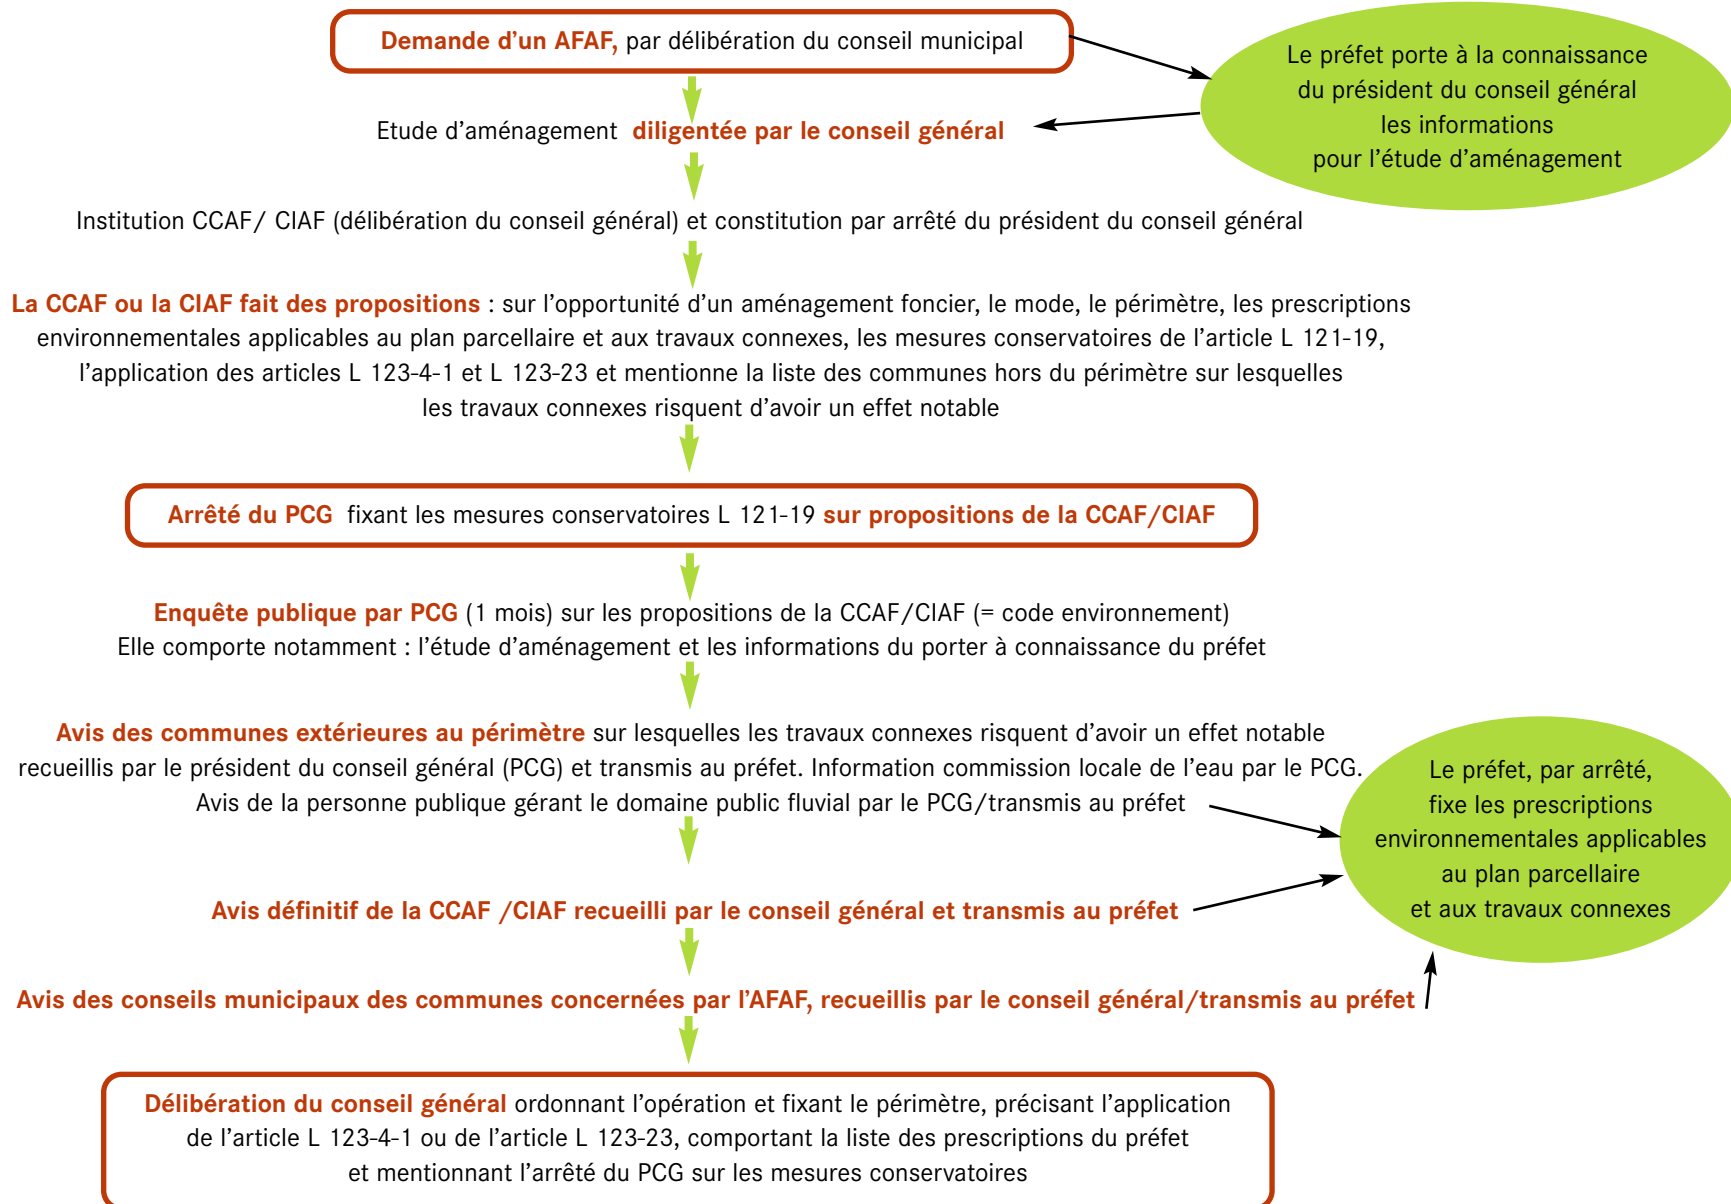 Demande d'un AFAF, par délibération du conseil municipal
Le préfet porte à la connaissance
du président du conseil général
les informations
pour l'étude d'aménagement
Etude d'aménagement diligentée par le conseil général
Institution CCAF/ CIAF (délibération du conseil général) et constitution par arrêté du président du conseil général
La CCAF ou la CIAF fait des propositions : sur l'opportunité d'un aménagement foncier, le mode, le périmètre, les prescriptions
environnementales applicables au plan parcellaire et aux travaux connexes, les mesures conservatoires de l'article L 121-19,
l'application des articles L 123-4-1 et L 123-23 et mentionne la liste des communes hors du périmètre sur lesquelles
les travaux connexes risquent d'avoir un effet notable
Arrêté du PCG fixant les mesures conservatoires L 121-19 sur propositions de la CCAF/CIAF
Enquête publique par PCG (1 mois) sur les propositions de la CCAF/CIAF (= code environnement)
Elle comporte notamment : l'étude d'aménagement et les informations du porter à connaissance du préfet
Avis des communes extérieures au périmètre sur lesquelles les travaux connexes risquent d'avoir un effet notable
recueillis par le président du conseil général (PCG) et transmis au préfet. Information commission locale de l'eau par le PCG.
Avis de la personne publique gérant le domaine public fluvial par le PCG/transmis au préfet
Le préfet, par arrêté,
fixe les prescriptions
environnementales applicables
au plan parcellaire
et aux travaux connexes
Avis définitif de la CCAF /CIAF recueilli par le conseil général et transmis au préfet
Avis des conseils municipaux des communes concernées par l'AFAF, recueillis par le conseil général/transmis au préfet
Délibération du conseil général ordonnant l'opération et fixant le périmètre, précisant l'application
de l'article L 123-4-1 ou de l'article L 123-23, comportant la liste des prescriptions du préfet
et mentionnant l'arrêté du PCG sur les mesures conservatoires